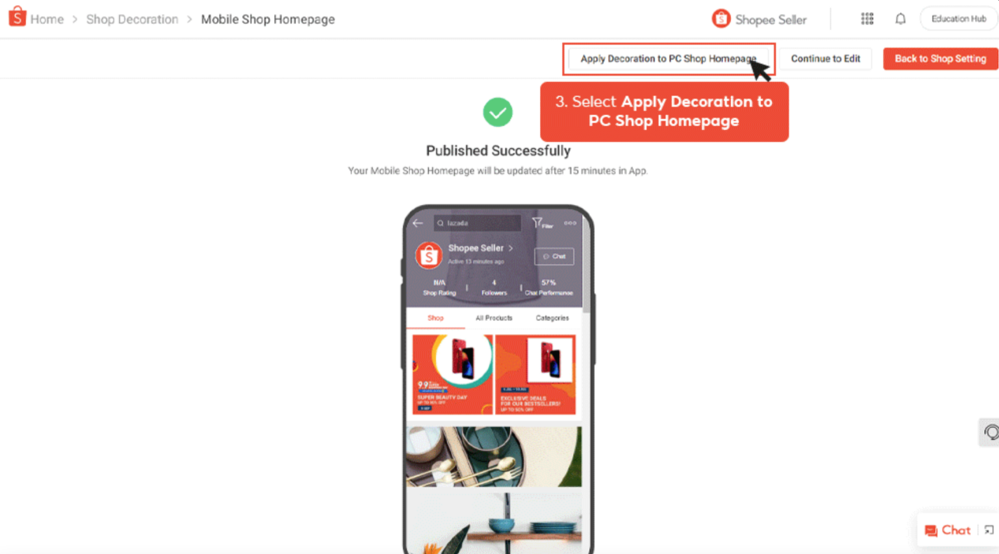 Home > Shop Decoration > Mobile Shop Homepage
Shopee Seller
Education Hub
Apply Decoration to PC Shop Homepage
Continue to Edit
Back to Shop Setting
3. Select Apply Decoration to
PC Shop Homepage
Published Successfully
Your Mobile Shop Homepage will be updated after 15 minutes in App.
lazada
Filter
Shopee Seller >
Active 13 minutes ago
Chat
N/A
Shop Rating
4
Followers
57%
Chat Performance
Shop
All Products
Categories
9.9
SUPER BEAUTY DAY
UP TO 50% OFF
EXCLUSIVE DEALS
FOR OUR BESTSELLERS!
UP TO 50% OFF
Chat